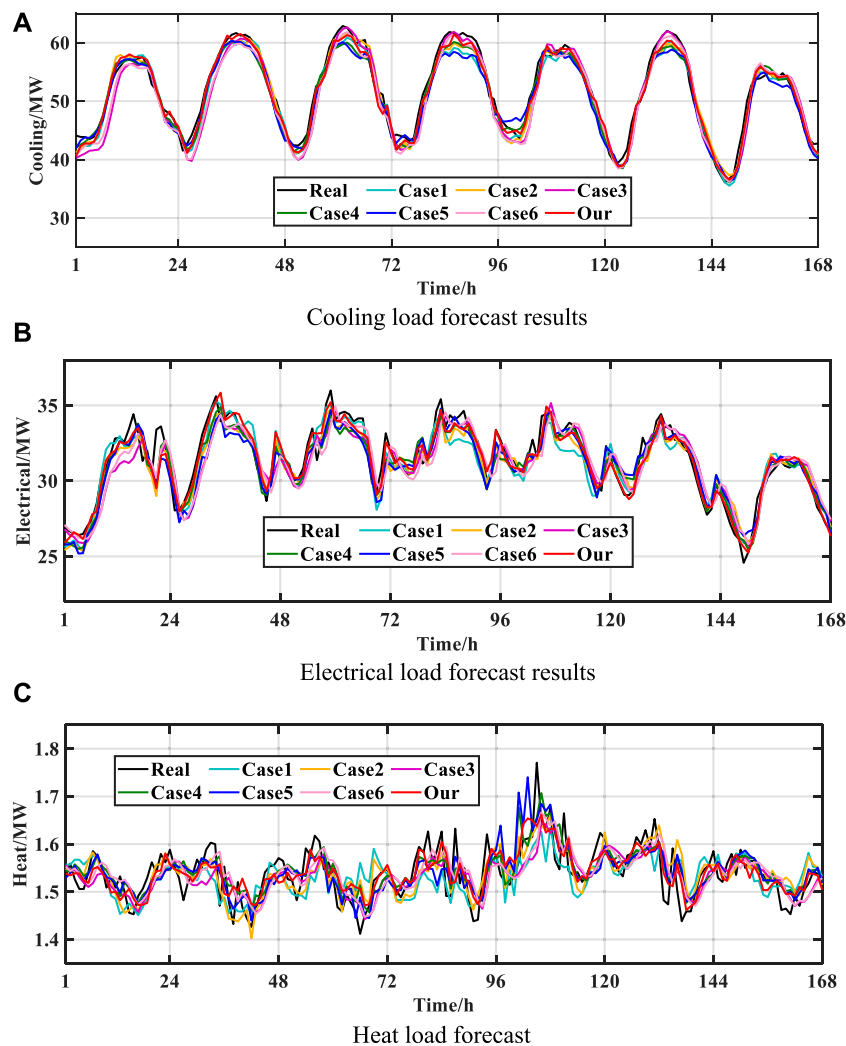 A
60
50
40
30
Cooling/MW
Real Case1 Case2 Case3
Case4 Case5 Case6 Our
1 24 48 72 96 120 144 168
Time/h
Cooling load forecast results
B
35
30
25
Electrical/MW
Real Case1 Case2 Case3
Case4 Case5 Case6 Our
1 24 48 72 96 120 144 168
Time/h
Electrical load forecast results
C
1.8
1.7
1.6
1.5
1.4
Heat/MW
Real Case1 Case2 Case3
Case4 Case5 Case6 Our
1 24 48 72 96 120 144 168
Time/h
Heat load forecast